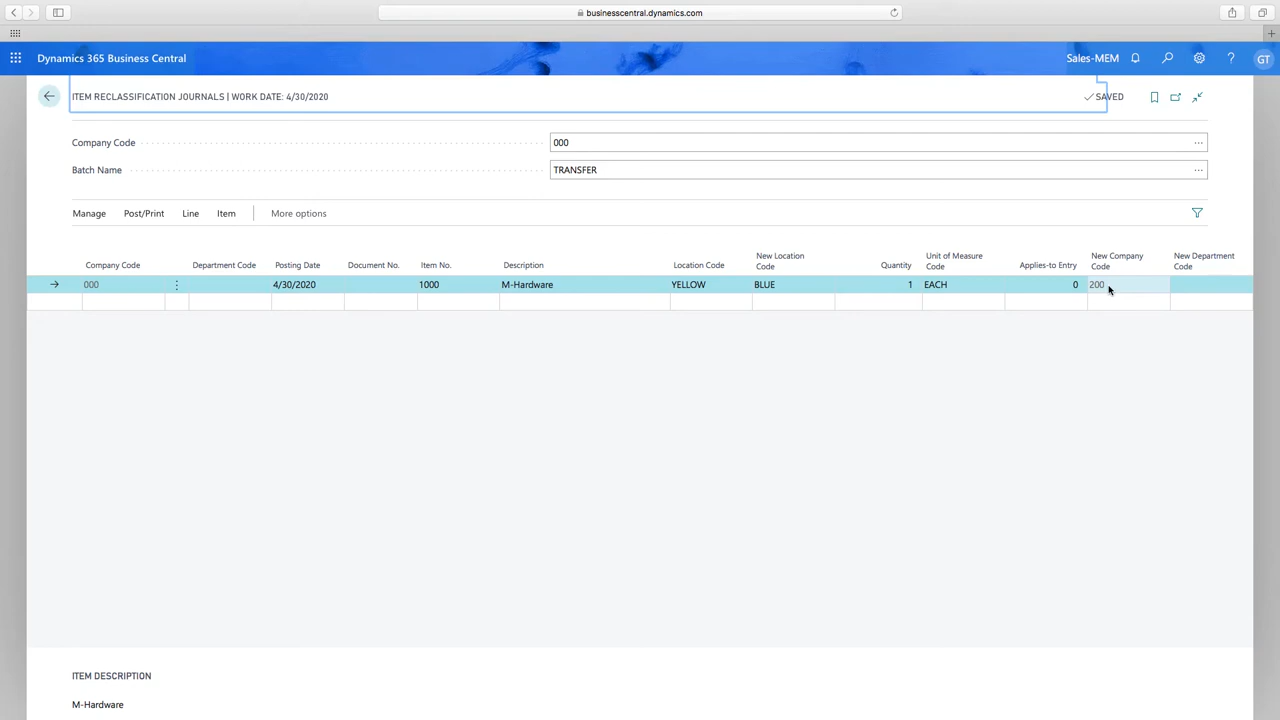 businesscentral.dynamics.com
Dynamics 365 Business Central
Sales-MEM
?
GT
ITEM RECLASSIFICATION JOURNALS | WORK DATE: 4/30/2020
SAVED
Company Code
000
Batch Name
TRANSFER
Manage Post/Print Line Item More options
Company Code Department Code Posting Date Document No. Item No. Description Location Code New Location Code Quantity Unit of Measure Code Applies-to Entry New Company Code New Department Code
000 4/30/2020 1000 M-Hardware YELLOW BLUE 1 EACH 0 200
ITEM DESCRIPTION
M-Hardware